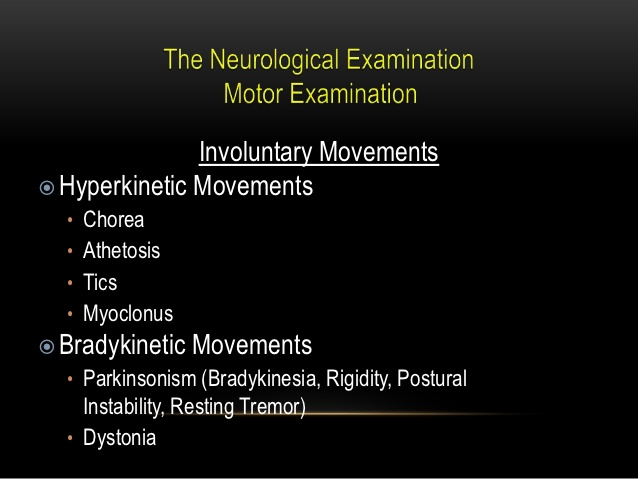 The Neurological Examination
Motor Examination
Involuntary Movements
Hyperkinetic Movements
• Chorea
• Athetosis
• Tics
• Myoclonus
Bradykinetic Movements
• Parkinsonism (Bradykinesia, Rigidity, Postural
Instability, Resting Tremor)
• Dystonia